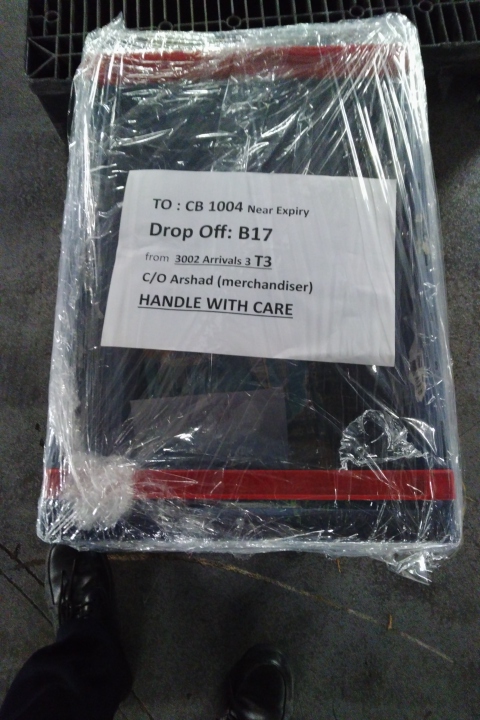 TO : CB 1004 Near Expiry
Drop Off: B17
from 3002 Arrivals 3 T3
C/O Arshad (merchandiser)
HANDLE WITH CARE